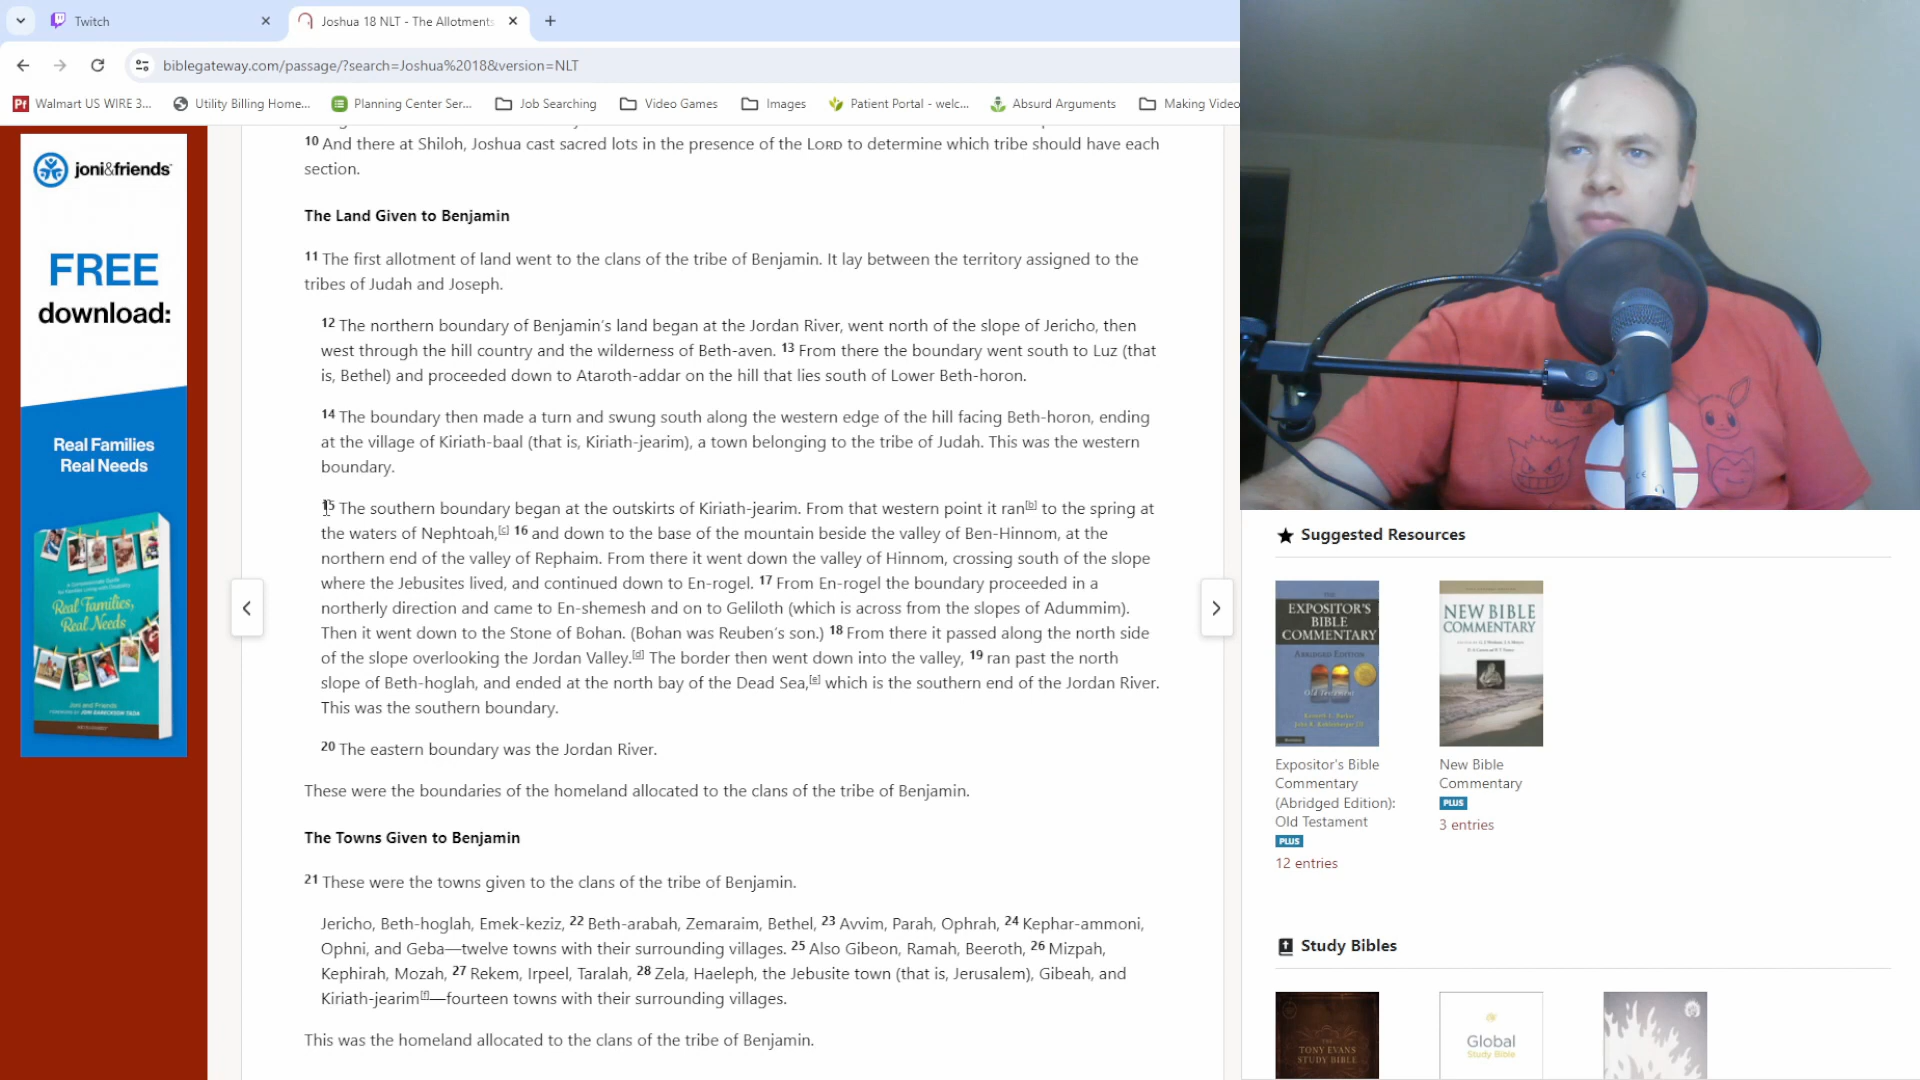 Twitch
Joshua 18 NLT - The Allotments
biblegateway.com/passage/?search=Joshua%2018&version=NLT
Walmart US WIRE 3...
Utility Billing Home...
Planning Center Ser...
Job Searching
Video Games
Images
Patient Portal - welc...
Absurd Arguments
Making Video
10 And there at Shiloh, Joshua cast sacred lots in the presence of the LORD to determine which tribe should have each
section.
The Land Given to Benjamin
11 The first allotment of land went to the clans of the tribe of Benjamin. It lay between the territory assigned to the
tribes of Judah and Joseph.
12 The northern boundary of Benjamin's land began at the Jordan River, went north of the slope of Jericho, then
west through the hill country and the wilderness of Beth-aven. 13 From there the boundary went south to Luz (that
is, Bethel) and proceeded down to Ataroth-addar on the hill that lies south of Lower Beth-horon.
14 The boundary then made a turn and swung south along the western edge of the hill facing Beth-horon, ending
at the village of Kiriath-baal (that is, Kiriath-jearim), a town belonging to the tribe of Judah. This was the western
boundary.
15 The southern boundary began at the outskirts of Kiriath-jearim. From that western point it ran[b] to the spring at
the waters of Nephtoah,[c] 16 and down to the base of the mountain beside the valley of Ben-Hinnom, at the
northern end of the valley of Rephaim. From there it went down the valley of Hinnom, crossing south of the slope
where the Jebusites lived, and continued down to En-rogel. 17 From En-rogel the boundary proceeded in a
northerly direction and came to En-shemesh and on to Geliloth (which is across from the slopes of Adummim).
Then it went down to the Stone of Bohan. (Bohan was Reuben's son.) 18 From there it passed along the north side
of the slope overlooking the Jordan Valley.[d] The border then went down into the valley, 19 ran past the north
slope of Beth-hoglah, and ended at the north bay of the Dead Sea,[e] which is the southern end of the Jordan River.
This was the southern boundary.
20 The eastern boundary was the Jordan River.
These were the boundaries of the homeland allocated to the clans of the tribe of Benjamin.
The Towns Given to Benjamin
21 These were the towns given to the clans of the tribe of Benjamin.
Jericho, Beth-hoglah, Emek-keziz, 22 Beth-arabah, Zemaraim, Bethel, 23 Avvim, Parah, Ophrah, 24 Kephar-ammoni,
Ophni, and Geba—twelve towns with their surrounding villages. 25 Also Gibeon, Ramah, Beeroth, 26 Mizpah,
Kephirah, Mozah, 27 Rekem, Irpeel, Taralah, 28 Zela, Haeleph, the Jebusite town (that is, Jerusalem), Gibeah, and
Kiriath-jearim[f]—fourteen towns with their surrounding villages.
This was the homeland allocated to the clans of the tribe of Benjamin.
joni&friends
FREE
download:
Real Families
Real Needs
Real Families,
Real Needs
Suggested Resources
THE
EXPOSITOR'S
BIBLE
COMMENTARY
ABRIDGED EDITION
Old Testament
NEW BIBLE
COMMENTARY
Expositor's Bible
Commentary
(Abridged Edition):
Old Testament
PLUS
12 entries
New Bible
Commentary
PLUS
3 entries
Study Bibles
THE
TONY EVANS
STUDY BIBLE
Global
Study Bible